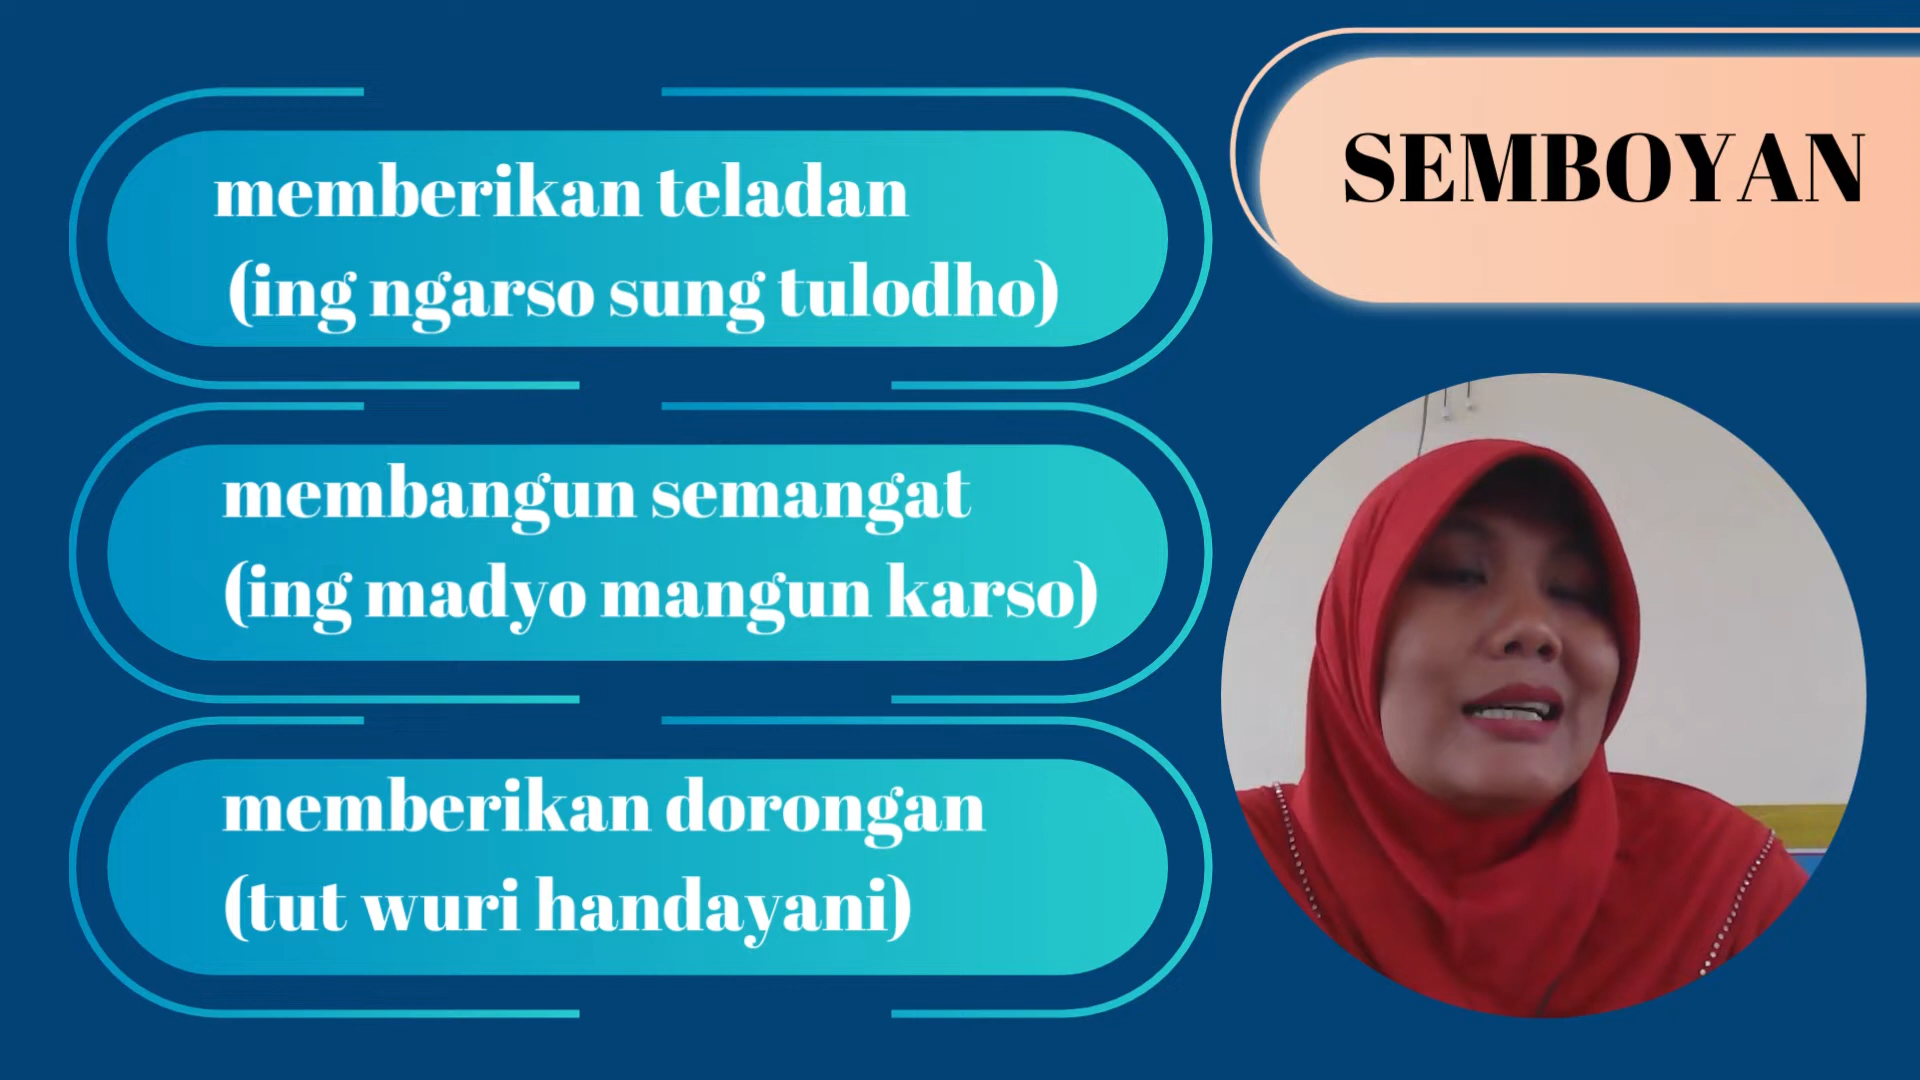 SEMBOYAN
memberikan teladan
(ing ngarso sung tulodho)
membangun semangat
(ing madyo mangun karso)
memberikan dorongan
(tut wuri handayani)